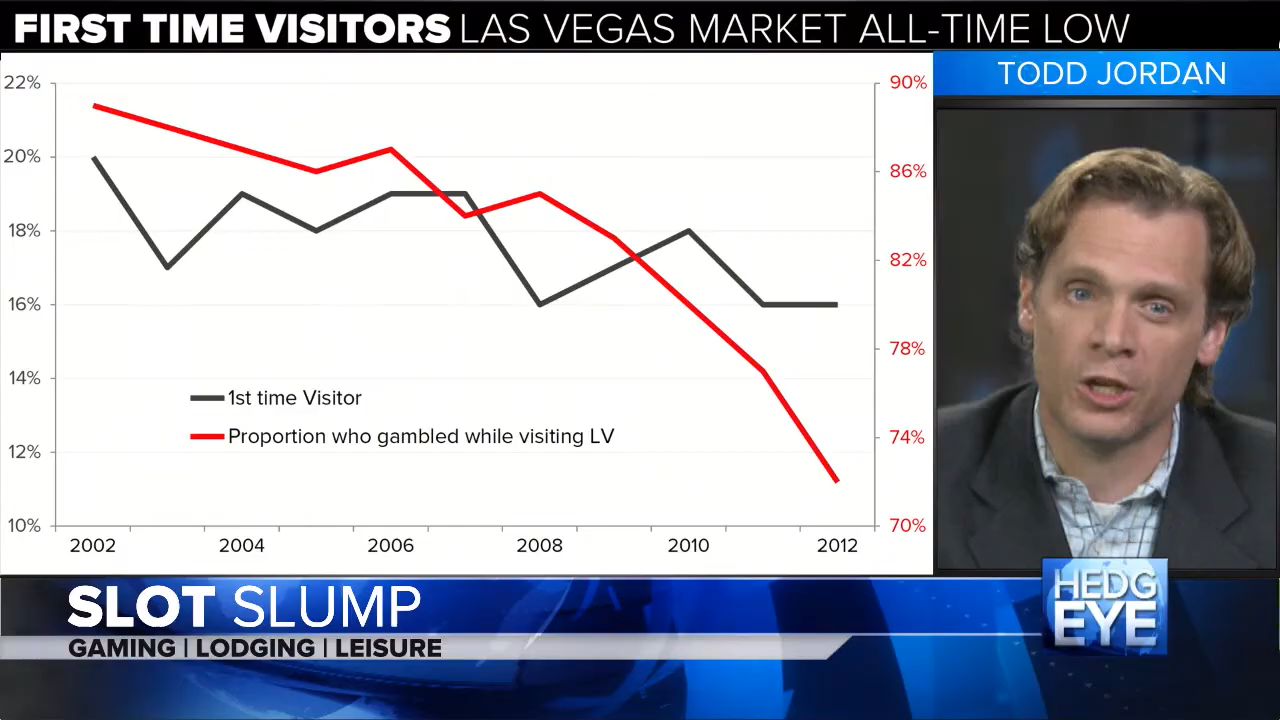 FIRST TIME VISITORS LAS VEGAS MARKET ALL-TIME LOW
TODD JORDAN
22%
20%
18%
16%
14%
12%
10%
90%
86%
82%
78%
74%
70%
1st time Visitor
Proportion who gambled while visiting LV
2002 2004 2006 2008 2010 2012
SLOT SLUMP
GAMING | LODGING | LEISURE
HEDG
EYE